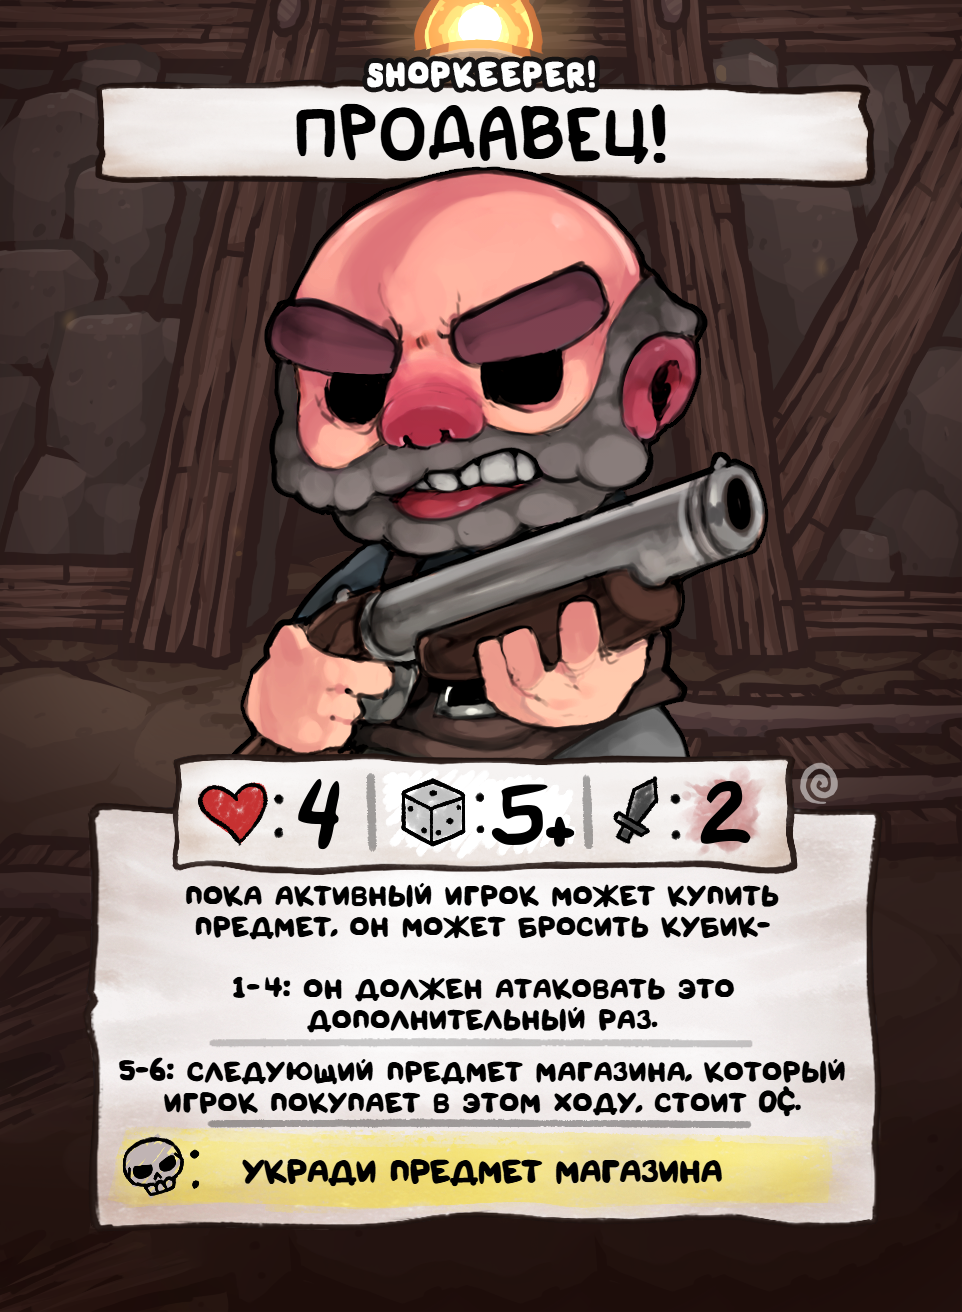 SHOPKEEPER!
ПРОДАВЕЦ!
: 4 | : 5+ | : 2
ПОКА АКТИВНЫЙ ИГРОК МОЖЕТ КУПИТЬ
ПРЕДМЕТ, ОН МОЖЕТ БРОСИТЬ КУБИК-
1-4: ОН ДОЛЖЕН АТАКОВАТЬ ЭТО
ДОПОЛНИТЕЛЬНЫЙ РАЗ.
5-6: СЛЕДУЮЩИЙ ПРЕДМЕТ МАГАЗИНА, КОТОРЫЙ
ИГРОК ПОКУПАЕТ В ЭТОМ ХОДУ, СТОИТ 0¢.
: УКРАДИ ПРЕДМЕТ МАГАЗИНА